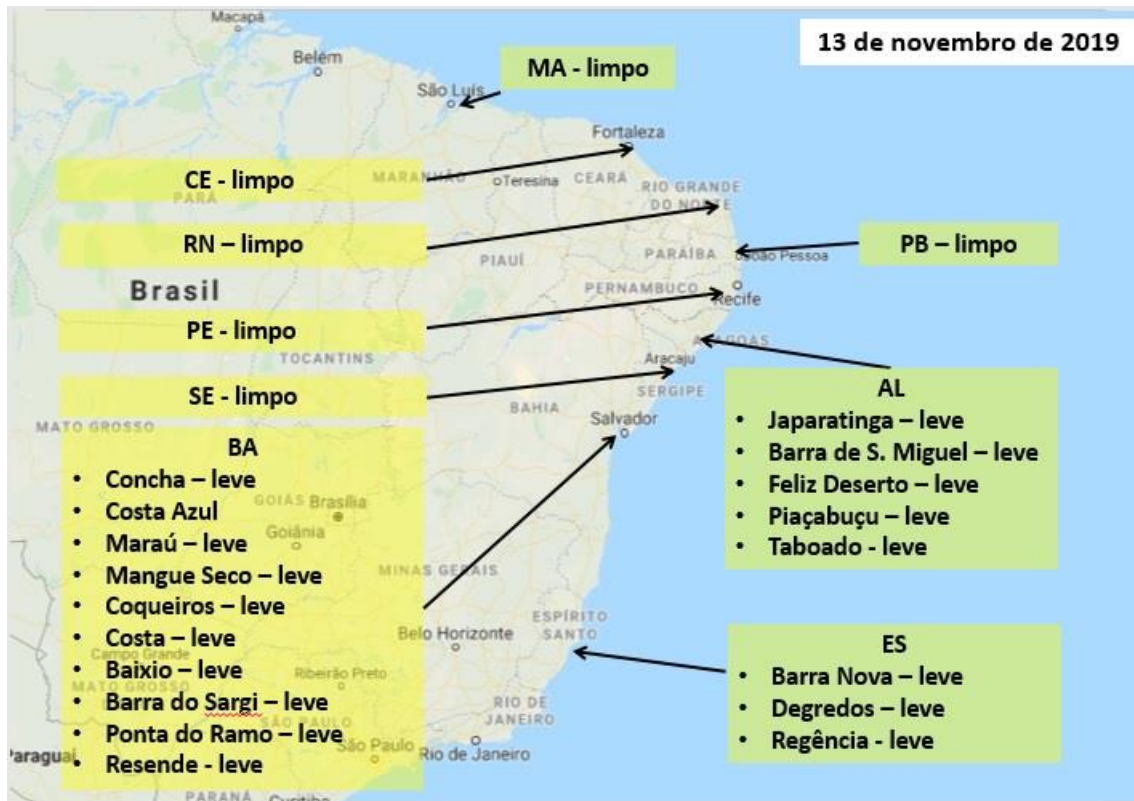 13 de novembro de 2019
Macapá
Belém
MA - limpo
São Luís
Fortaleza
CE - limpo
MARANHÃO
Teresina
CEARÁ
RIO GRANDE
DO NORTE
PARÁ
RN – limpo
PB – limpo
PIAUÍ
PARAÍBA
João Pessoa
Brasil
PERNAMBUCO
Recife
PE - limpo
TOCANTINS
ALAGOAS
Aracaju
SERGIPE
SE - limpo
BAHIA
Salvador
MATO GROSSO
AL
• Japaratinga – leve
• Barra de S. Miguel – leve
• Feliz Deserto – leve
• Piaçabuçu – leve
• Taboado - leve
BA
• Concha – leve
• Costa Azul
• Maraú – leve
• Mangue Seco – leve
• Coqueiros – leve
• Costa – leve
• Baixio – leve
• Barra do Sargi – leve
• Ponta do Ramo – leve
• Resende - leve
GOIÁS
Brasília
Goiânia
MINAS GERAIS
ESPÍRITO
SANTO
Belo Horizonte
Campo Grande
Ribeirão Preto
MATO GROSSO
ES
• Barra Nova – leve
• Degredos – leve
• Regência - leve
RIO DE
JANEIRO
SÃO PAULO
São Paulo
Rio de Janeiro
Paraguai
PARANÁ
Curitiba